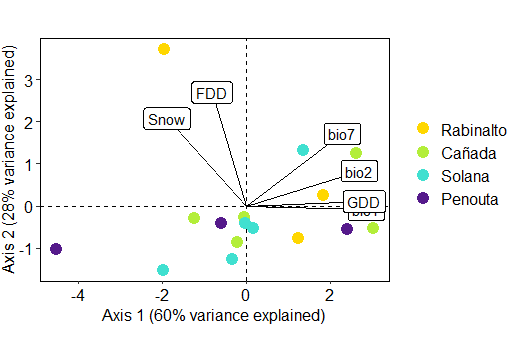 FDD
Snow
bio7
bio2
GDD
bio1
3
2
1
0
-1
-4
-2
0
2
Axis 1 (60% variance explained)
Axis 2 (28% variance explained)
Rabinalto
Cañada
Solana
Penouta